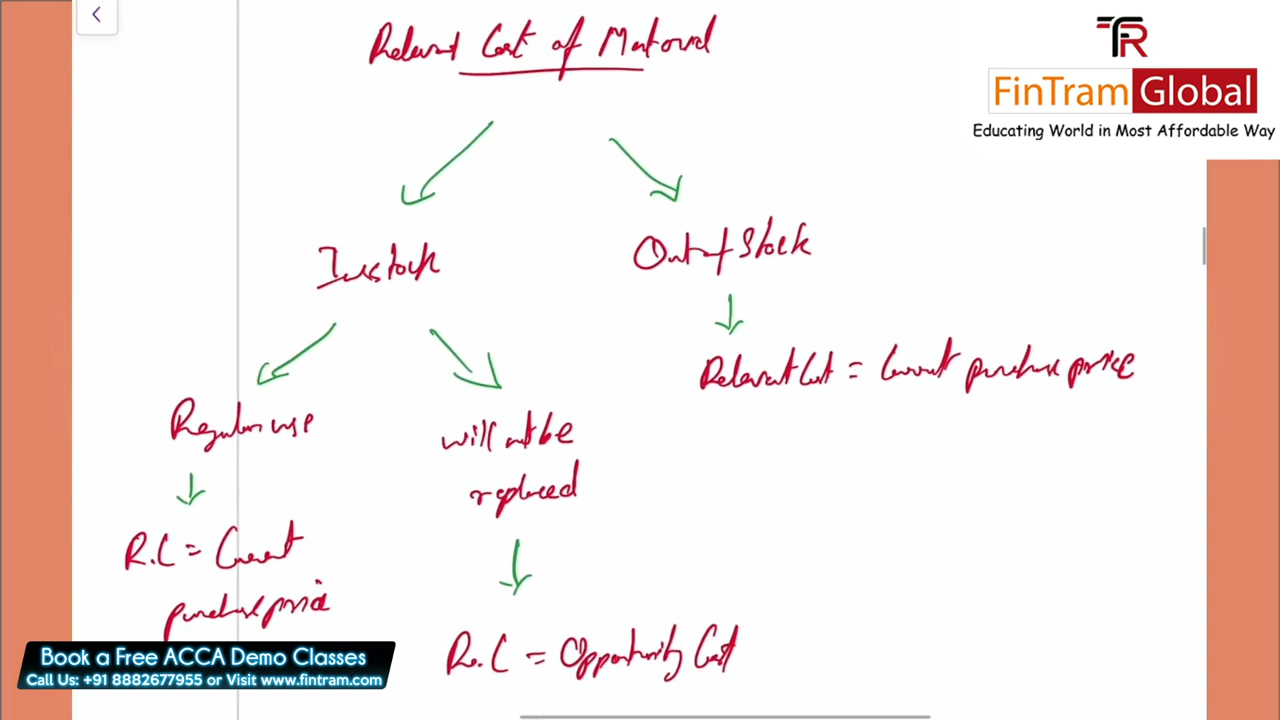 Relevant Cost of Material
TFR
FinTram Global
Educating World in Most Affordable Way
In stock
Out of Stock
Relevant Cost = Current purchase price
Regular use
will not be
replaced
R.C = Current
purchase price
R.C = Opportunity Cost
Book a Free ACCA Demo Classes
Call Us: +91 8882677955 or Visit www.fintram.com